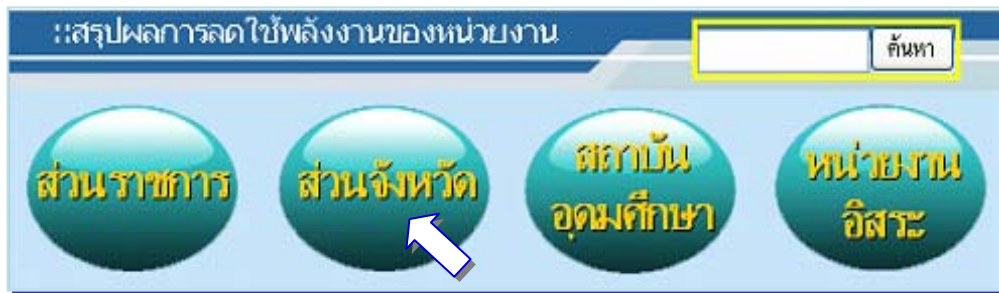 ::สรุปผลการลดใช้พลังงานของหน่วยงาน
ค้นหา
ส่วนราชการ
ส่วนจังหวัด
สถาบัน
อุดมศึกษา
หน่วยงาน
อิสระ